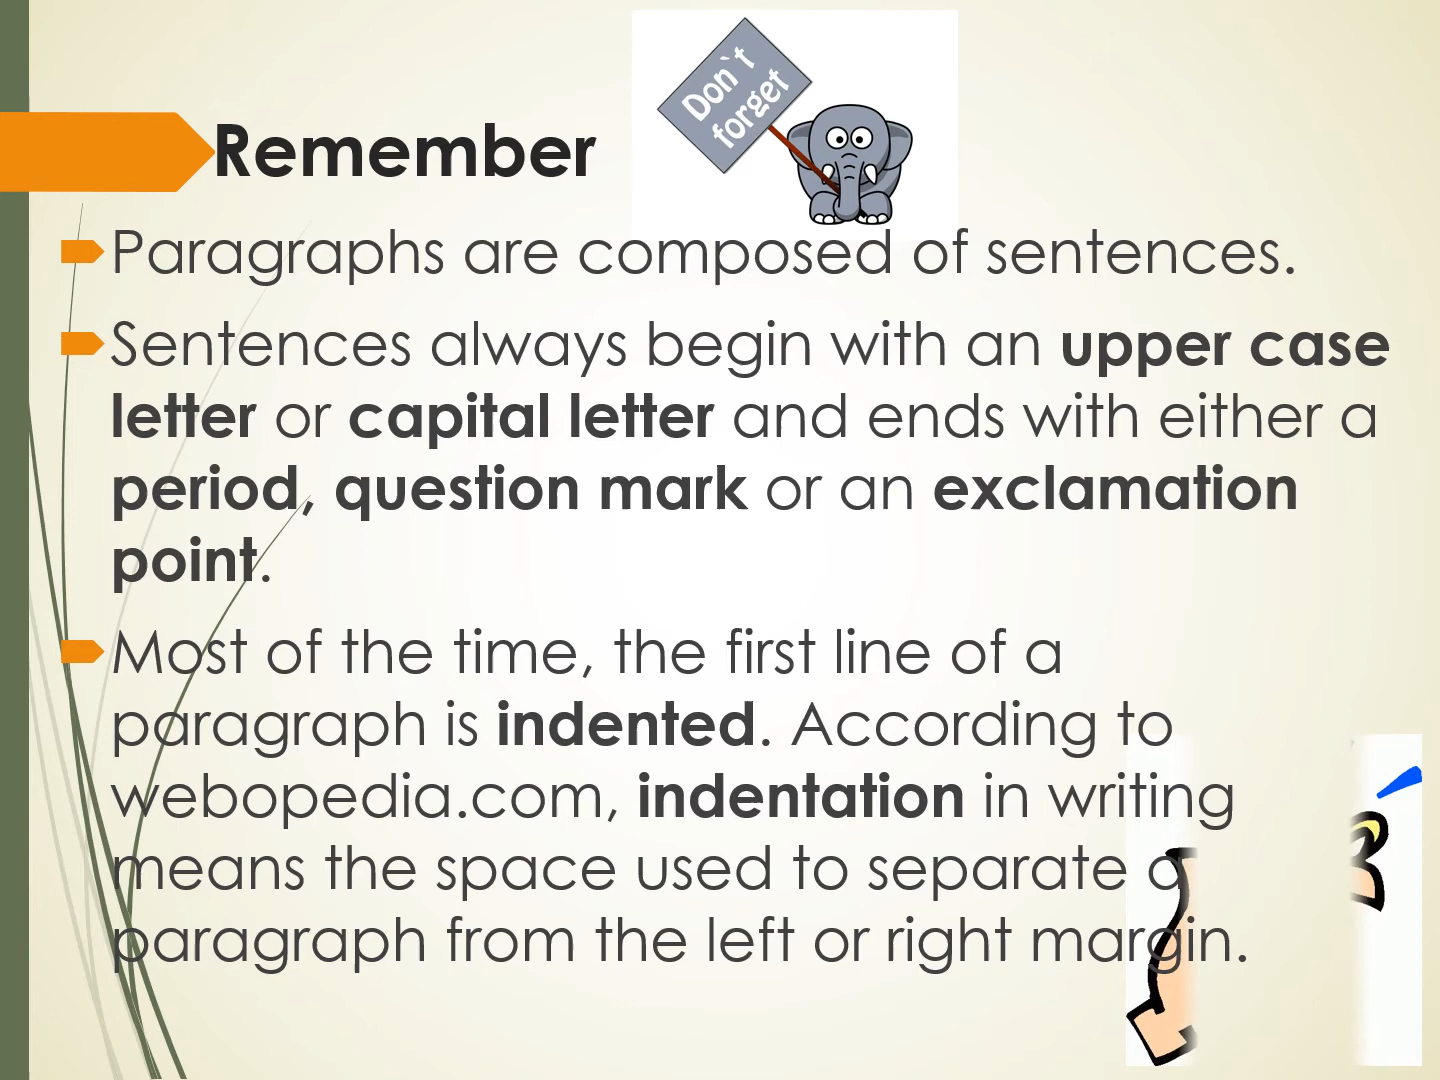 Don`t
forget
Remember
Paragraphs are composed of sentences.
Sentences always begin with an upper case
letter or capital letter and ends with either a
period, question mark or an exclamation
point.
Most of the time, the first line of a
paragraph is indented. According to
webopedia.com, indentation in writing
means the space used to separate a
paragraph from the left or right margin.